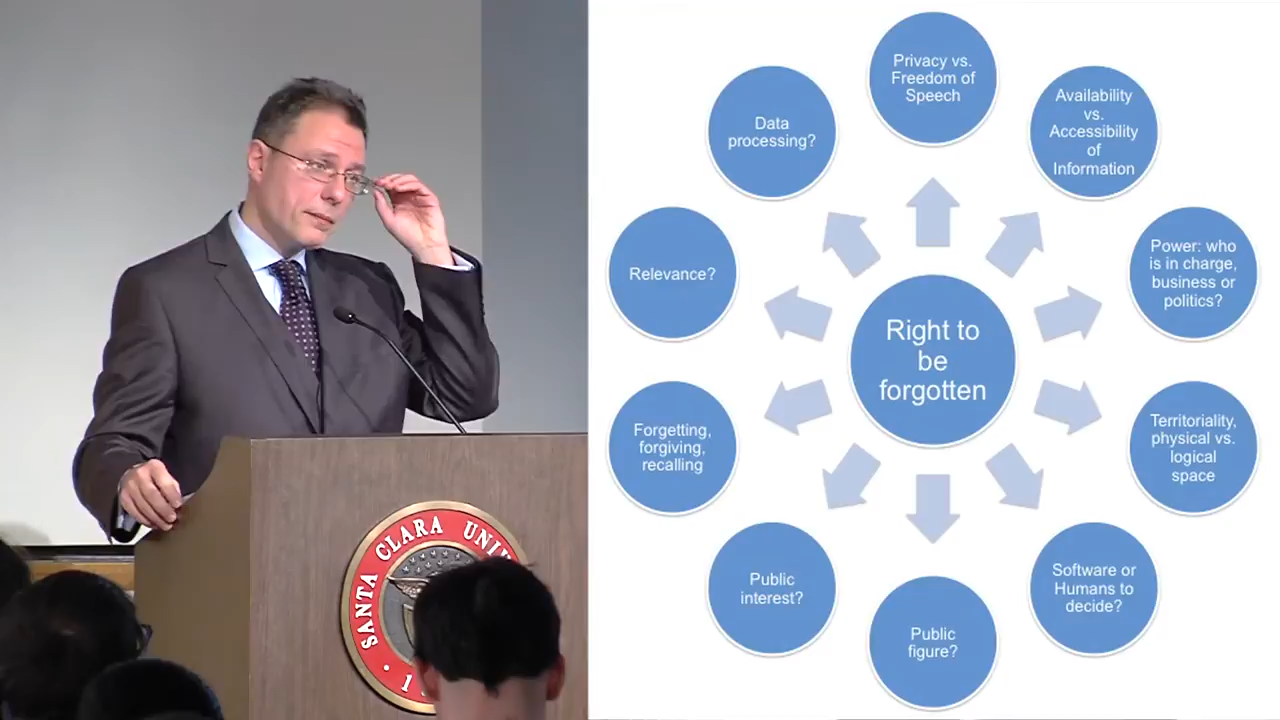 SANTA CLARA
Privacy vs.
Freedom of
Speech
Availability
vs.
Accessibility
of
Information
Power: who
is in charge,
business or
politics?
Territoriality,
physical vs.
logical
space
Software or
Humans to
decide?
Public
figure?
Public
interest?
Forgetting,
forgiving,
recalling
Relevance?
Data
processing?
Right to
be
forgotten